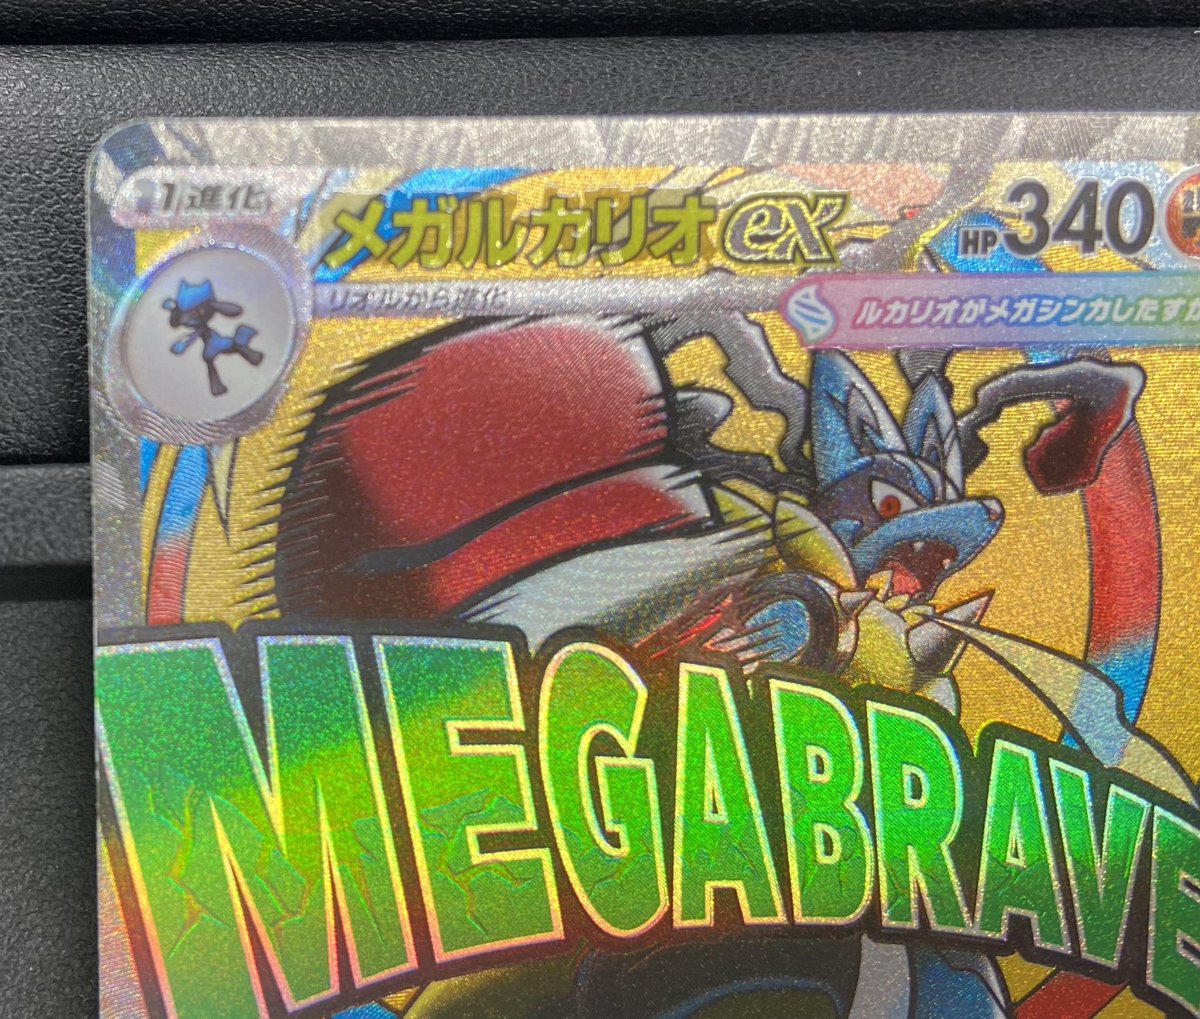 1進化
メガルカリオex
HP340
リオルから進化
ルカリオがメガシンカしたすが
MEGABRAVE